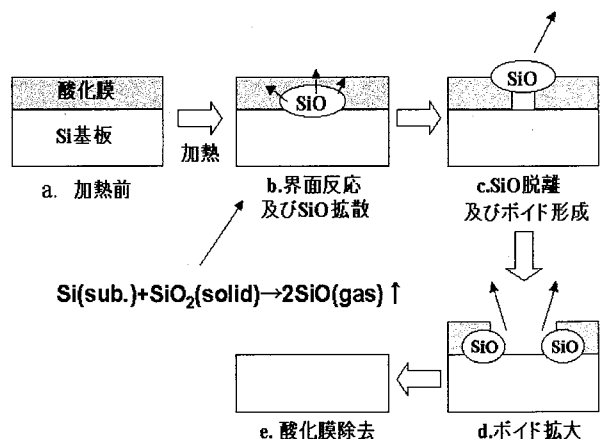 酸化膜
Si基板
a. 加熱前
加熱
SiO
b.界面反応
及びSiO拡散
SiO
c.SiO脱離
及びボイド形成
Si(sub.)+SiO₂(solid)→2SiO(gas)↑
SiO
SiO
d.ボイド拡大
e. 酸化膜除去